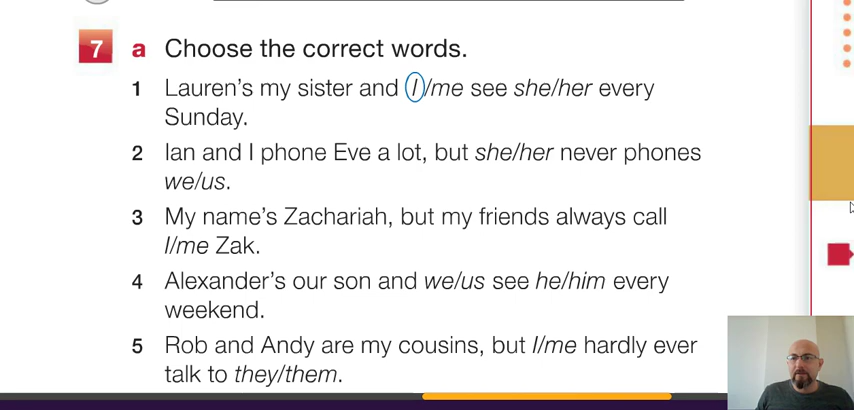 7 a Choose the correct words.
1 Lauren's my sister and I/me see she/her every
Sunday.
2 Ian and I phone Eve a lot, but she/her never phones
we/us.
3 My name's Zachariah, but my friends always call
I/me Zak.
4 Alexander's our son and we/us see he/him every
weekend.
5 Rob and Andy are my cousins, but I/me hardly ever
talk to they/them.